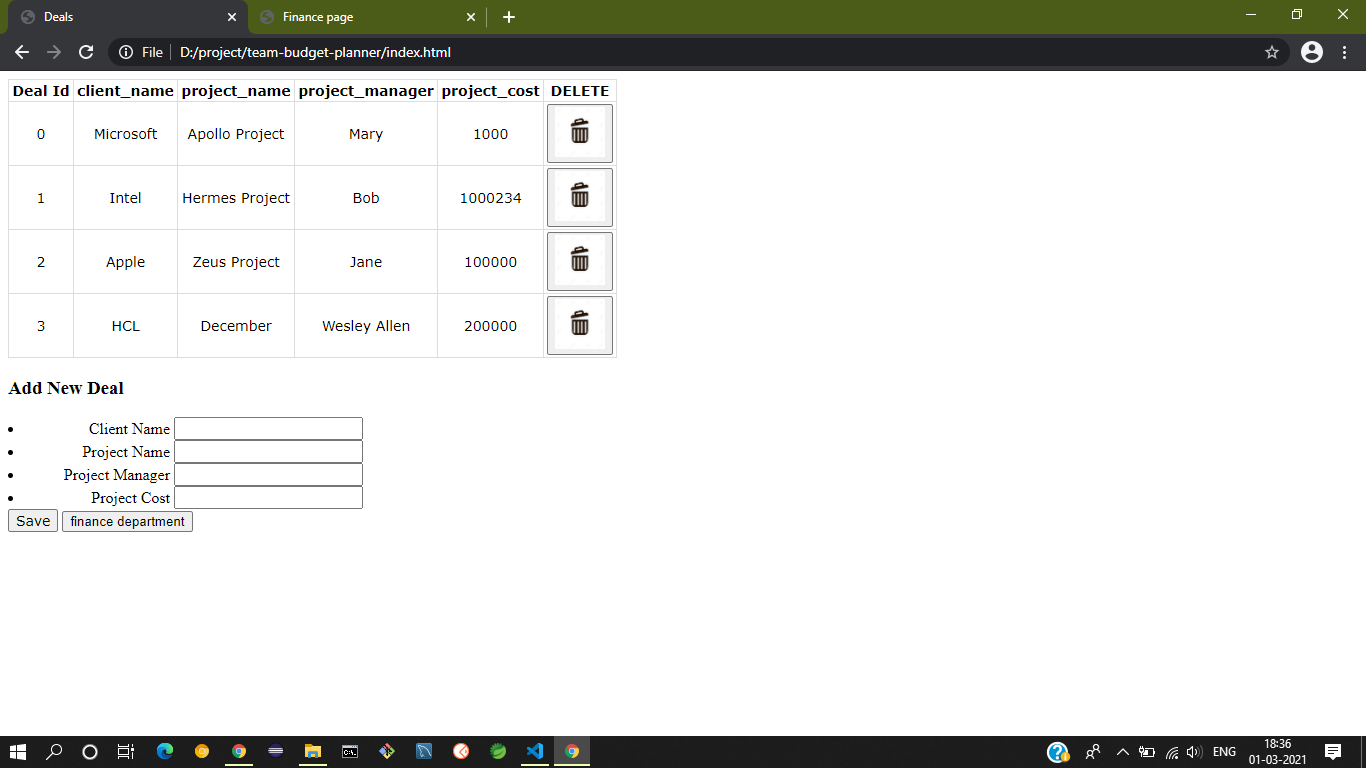 Deals
Finance page
File D:/project/team-budget-planner/index.html
Deal Id client_name project_name project_manager project_cost DELETE
0 Microsoft Apollo Project Mary 1000
1 Intel Hermes Project Bob 1000234
2 Apple Zeus Project Jane 100000
3 HCL December Wesley Allen 200000
Add New Deal
Client Name
Project Name
Project Manager
Project Cost
Save finance department
ENG
18:36
01-03-2021